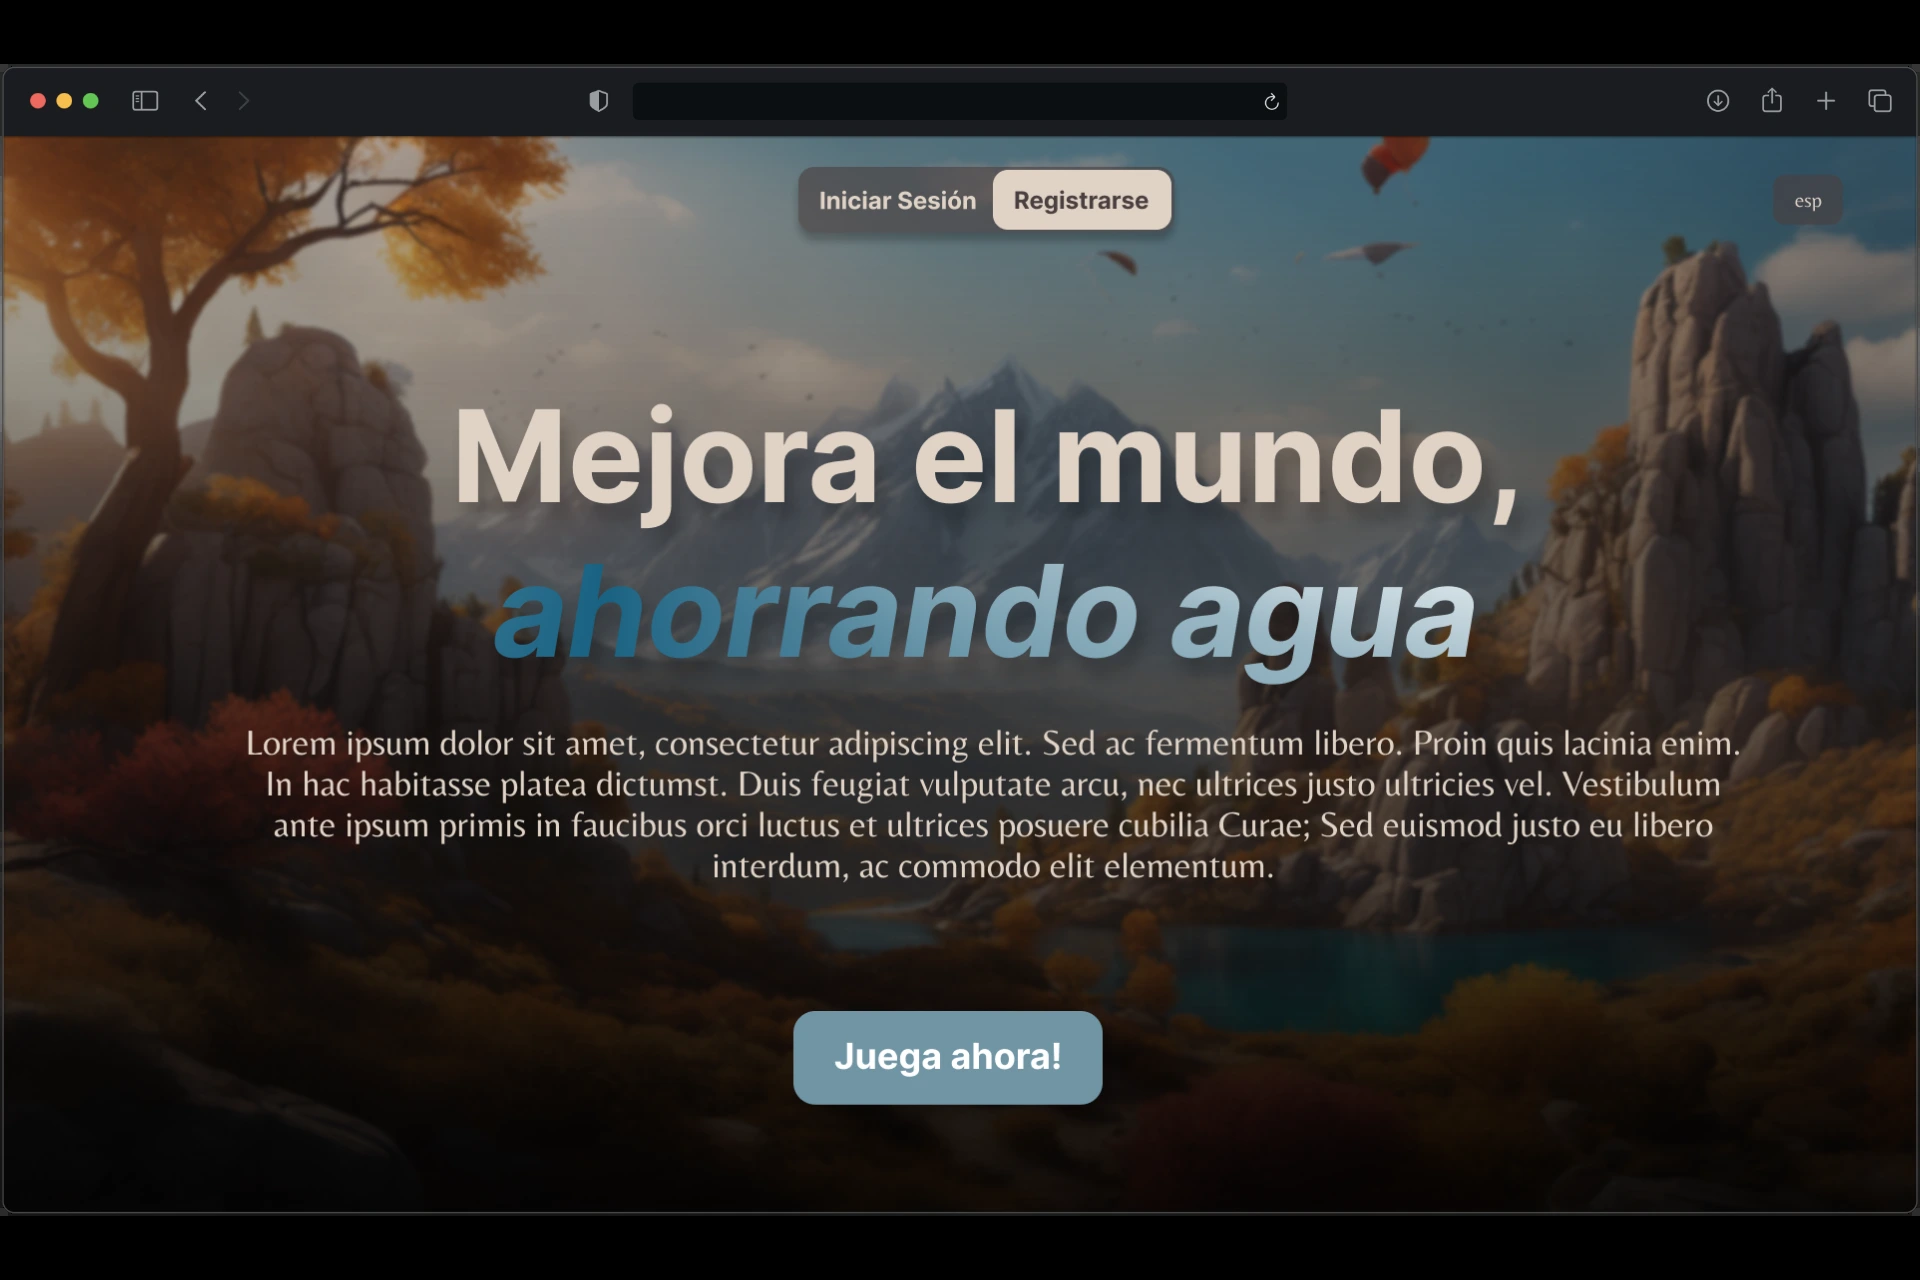 Iniciar Sesión
Registrarse
esp
Mejora el mundo,
ahorrando agua
Lorem ipsum dolor sit amet, consectetur adipiscing elit. Sed ac fermentum libero. Proin quis lacinia enim.
In hac habitasse platea dictumst. Duis feugiat vulputate arcu, nec ultrices justo ultricies vel. Vestibulum
ante ipsum primis in faucibus orci luctus et ultrices posuere cubilia Curae; Sed euismod justo eu libero
interdum, ac commodo elit elementum.
Juega ahora!